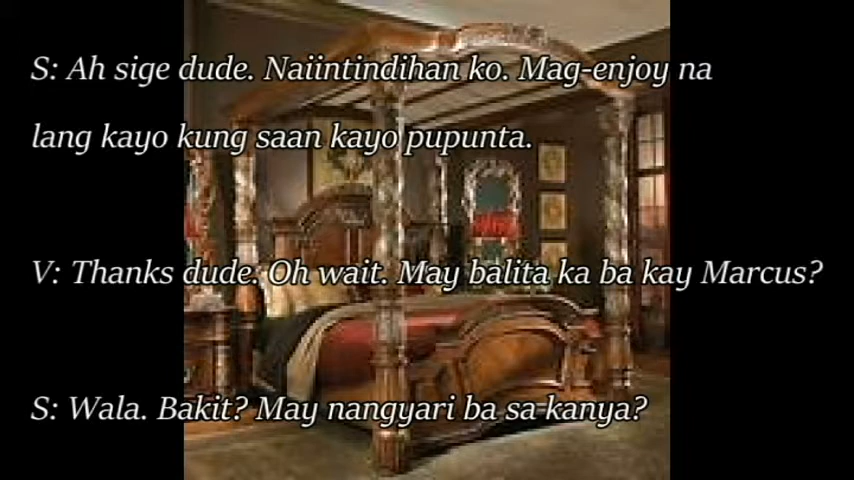 S: Ah sige dude. Naiintindihan ko. Mag-enjoy na
lang kayo kung saan kayo pupunta.
V: Thanks dude. Oh wait. May balita ka ba kay Marcus?
S: Wala. Bakit? May nangyari ba sa kanya?